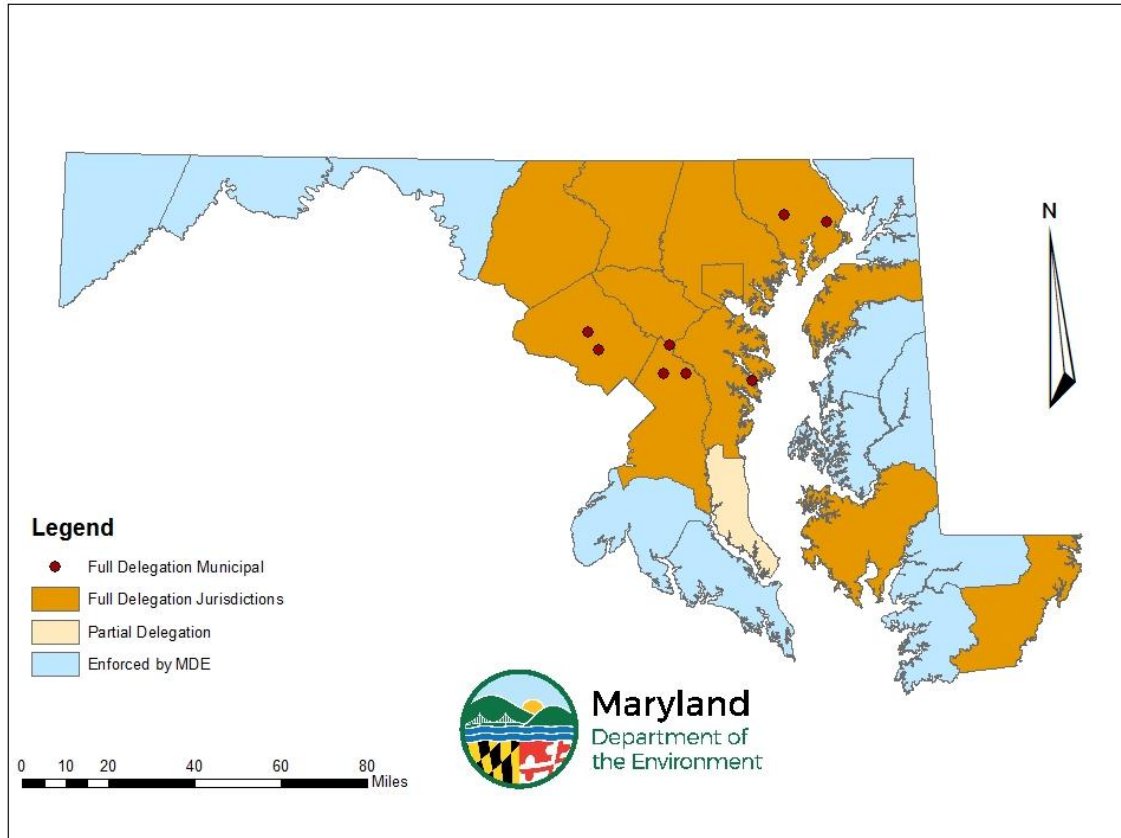 N
Legend
Full Delegation Municipal
Full Delegation Jurisdictions
Partial Delegation
Enforced by MDE
0 10 20 40 60 80
Miles
Maryland
Department of
the Environment